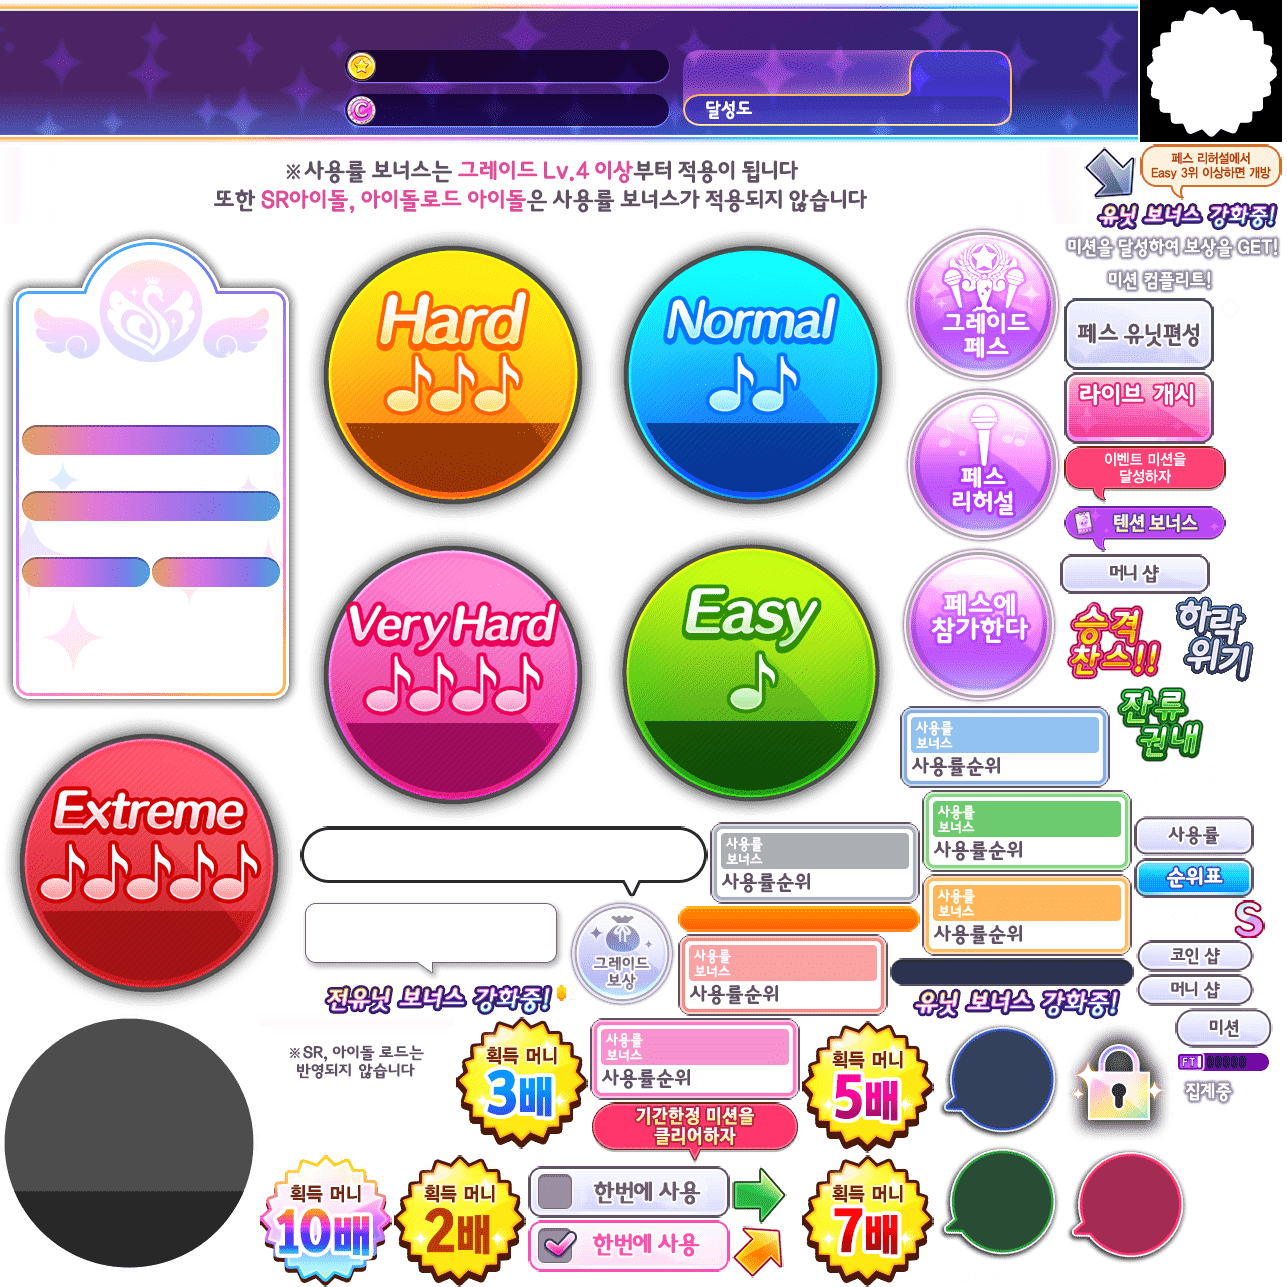 달성도
※사용률 보너스는 그레이드 Lv.4 이상부터 적용이 됩니다
또한 SR아이돌, 아이돌로드 아이돌은 사용률 보너스가 적용되지 않습니다
페스 리허설에서
Easy 3위 이상하면 개방
유닛 보너스 강화중!
미션을 달성하여 보상을 GET!
미션 컴플리트!
Hard
Normal
그레이드
페스
페스 유닛편성
라이브 개시
페스
리허설
이벤트 미션을
달성하자
텐션 보너스
머니 샵
Very Hard
Easy
페스에
참가한다
승격
찬스!!
하락
위기
잔류
권내
사용률
보너스
사용률순위
Extreme
사용률
보너스
사용률순위
사용률
보너스
사용률순위
사용률
순위표
사용률
보너스
사용률순위
S
그레이드
보상
사용률
보너스
사용률순위
코인 샵
머니 샵
전유닛 보너스 강화중!
유닛 보너스 강화중!
미션
※SR, 아이돌 로드는
반영되지 않습니다
획득 머니
3배
사용률
보너스
사용률순위
획득 머니
5배
FT
88888
집계중
기간한정 미션을
클리어하자
획득 머니
10배
획득 머니
2배
한번에 사용
한번에 사용
획득 머니
7배